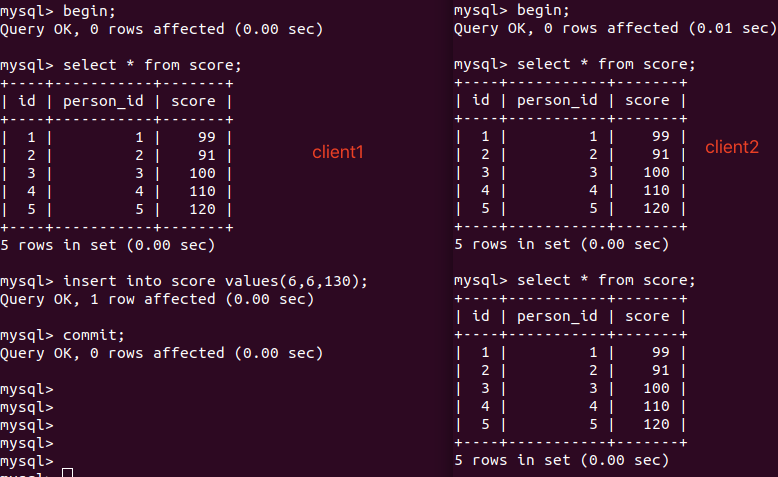 mysql> begin;
Query OK, 0 rows affected (0.00 sec)
mysql> select * from score;
+----+-----------+-------+
| id | person_id | score |
+----+-----------+-------+
| 1 | 1 | 99 |
| 2 | 2 | 91 |
| 3 | 3 | 100 |
| 4 | 4 | 110 |
| 5 | 5 | 120 |
+----+-----------+-------+
5 rows in set (0.00 sec)
mysql> insert into score values(6,6,130);
Query OK, 1 row affected (0.00 sec)
mysql> commit;
Query OK, 0 rows affected (0.00 sec)
mysql>
mysql>
mysql>
mysql>
mysql>
client1
mysql> begin;
Query OK, 0 rows affected (0.01 sec)
mysql> select * from score;
+----+-----------+-------+
| id | person_id | score |
+----+-----------+-------+
| 1 | 1 | 99 |
| 2 | 2 | 91 |
| 3 | 3 | 100 |
| 4 | 4 | 110 |
| 5 | 5 | 120 |
+----+-----------+-------+
5 rows in set (0.00 sec)
mysql> select * from score;
+----+-----------+-------+
| id | person_id | score |
+----+-----------+-------+
| 1 | 1 | 99 |
| 2 | 2 | 91 |
| 3 | 3 | 100 |
| 4 | 4 | 110 |
| 5 | 5 | 120 |
+----+-----------+-------+
5 rows in set (0.00 sec)
client2